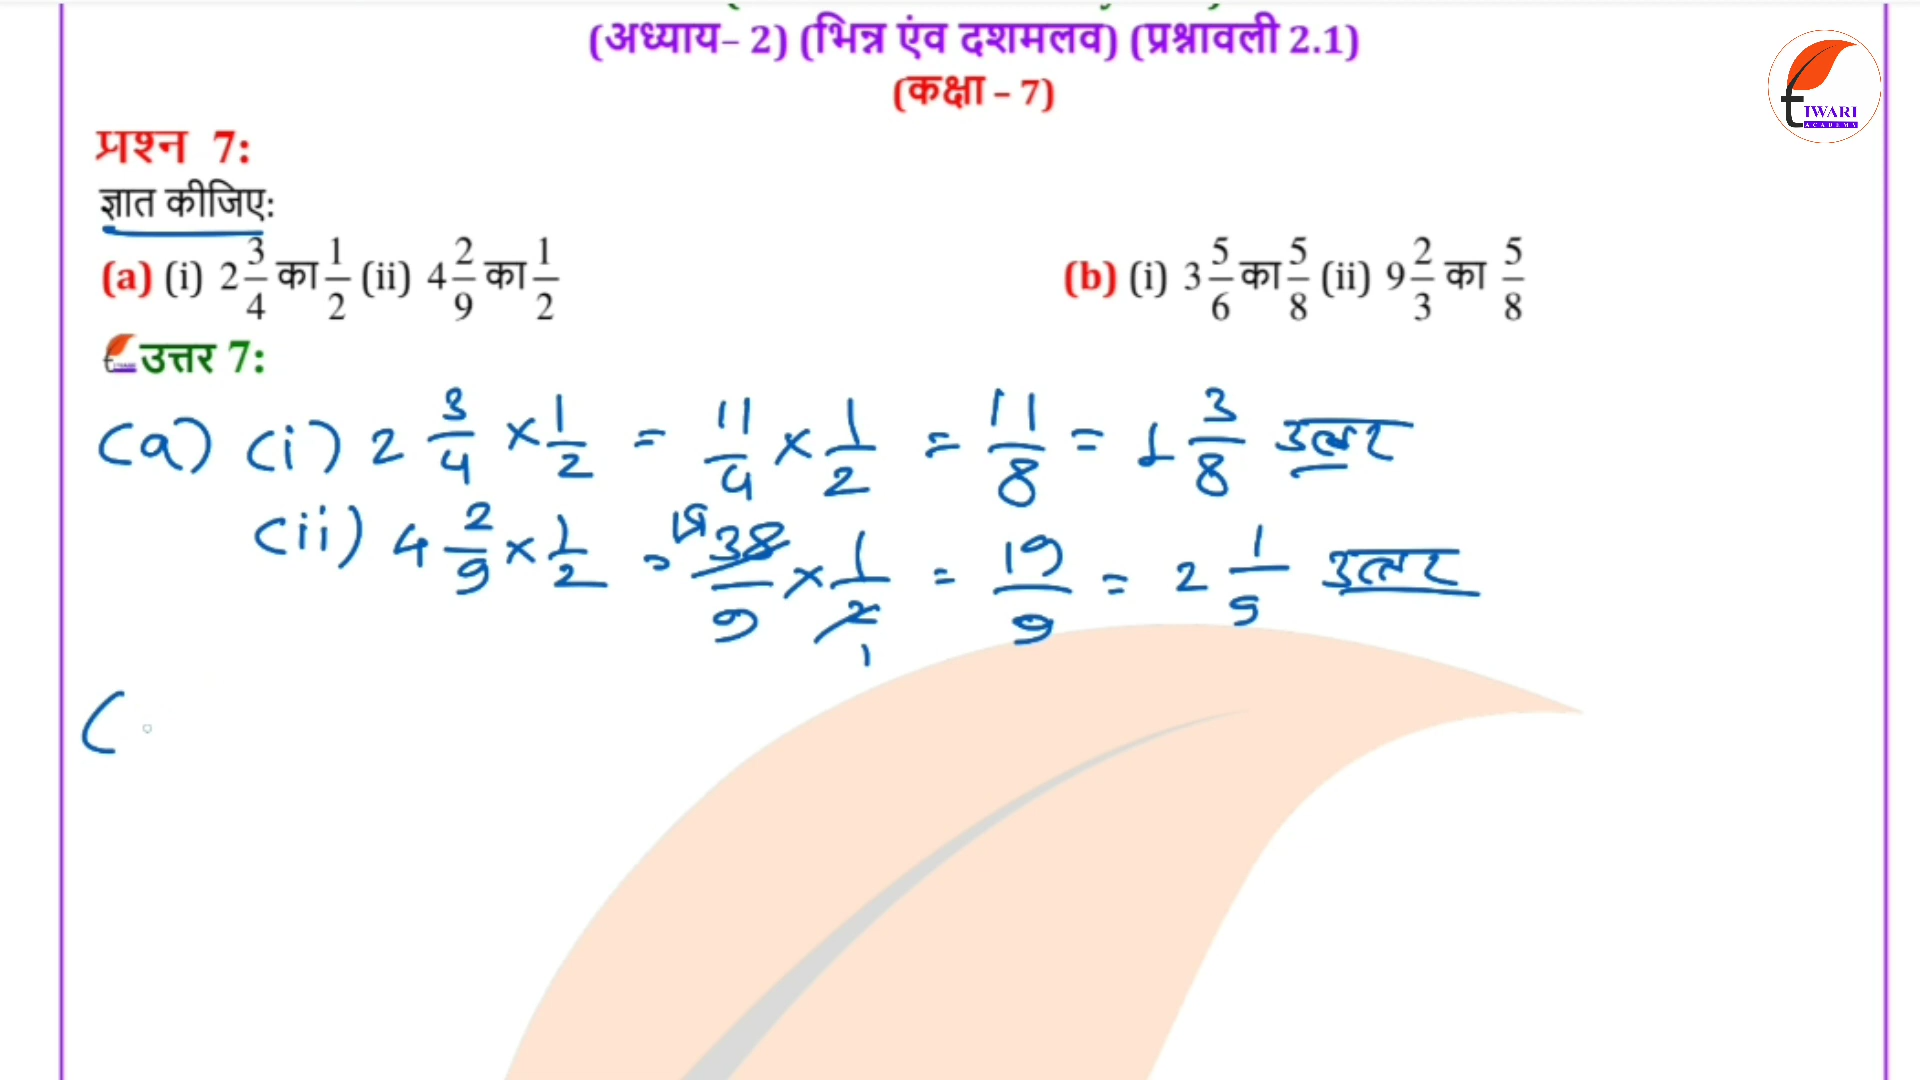 (अध्याय– 2) (भिन्न एंव दशमलव) (प्रश्नावली 2.1)
(कक्षा – 7)
TIWARI
ACADEMY
प्रश्न 7:
ज्ञात कीजिए:
(a) (i) 2 3/4 का 1/2 (ii) 4 2/9 का 1/2 (b) (i) 3 5/6 का 5/8 (ii) 9 2/3 का 5/8
उत्तर 7:
(a) (i) 2 3/4 × 1/2 = 11/4 × 1/2 = 11/8 = 1 3/8 उत्तर
(ii) 4 2/9 × 1/2 = 38/9 × 1/2 = 19/9 = 2 1/9 उत्तर
(